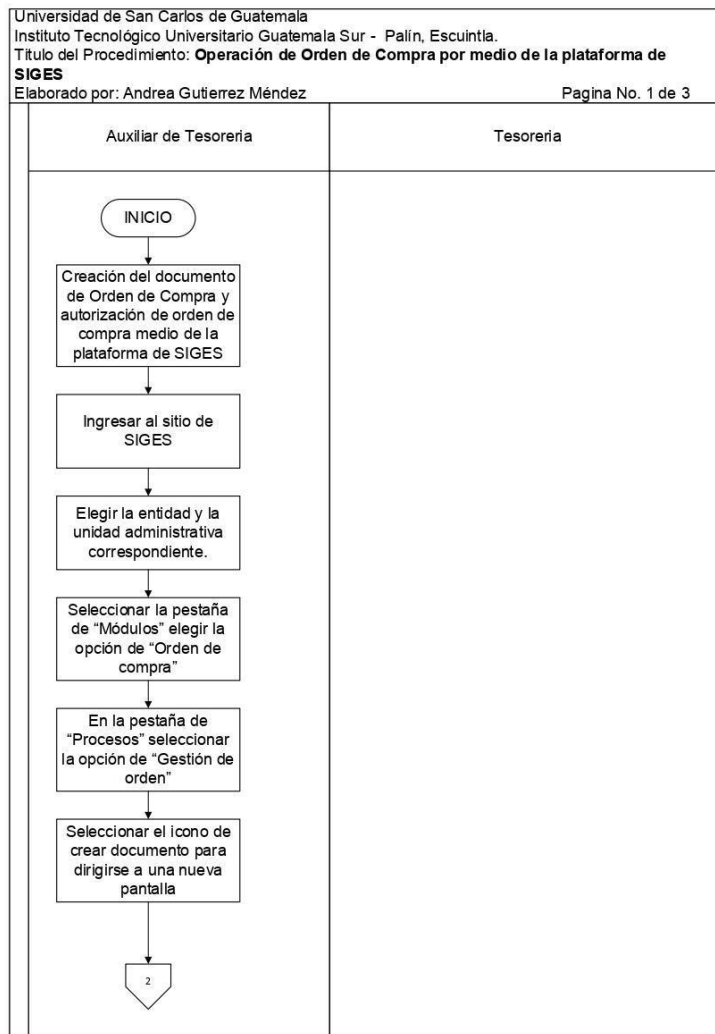 Universidad de San Carlos de Guatemala
Instituto Tecnológico Universitario Guatemala Sur - Palín, Escuintla.
Titulo del Procedimiento: Operación de Orden de Compra por medio de la plataforma de
SIGES
Elaborado por: Andrea Gutierrez Méndez Pagina No. 1 de 3
Auxiliar de Tesoreria Tesoreria
INICIO
Creación del documento
de Orden de Compra y
autorización de orden de
compra medio de la
plataforma de SIGES
Ingresar al sitio de
SIGES
Elegir la entidad y la
unidad administrativa
correspondiente.
Seleccionar la pestaña
de “Módulos” elegir la
opción de “Orden de
compra”
En la pestaña de
“Procesos” seleccionar
la opción de “Gestión de
orden”
Seleccionar el icono de
crear documento para
dirigirse a una nueva
pantalla
2